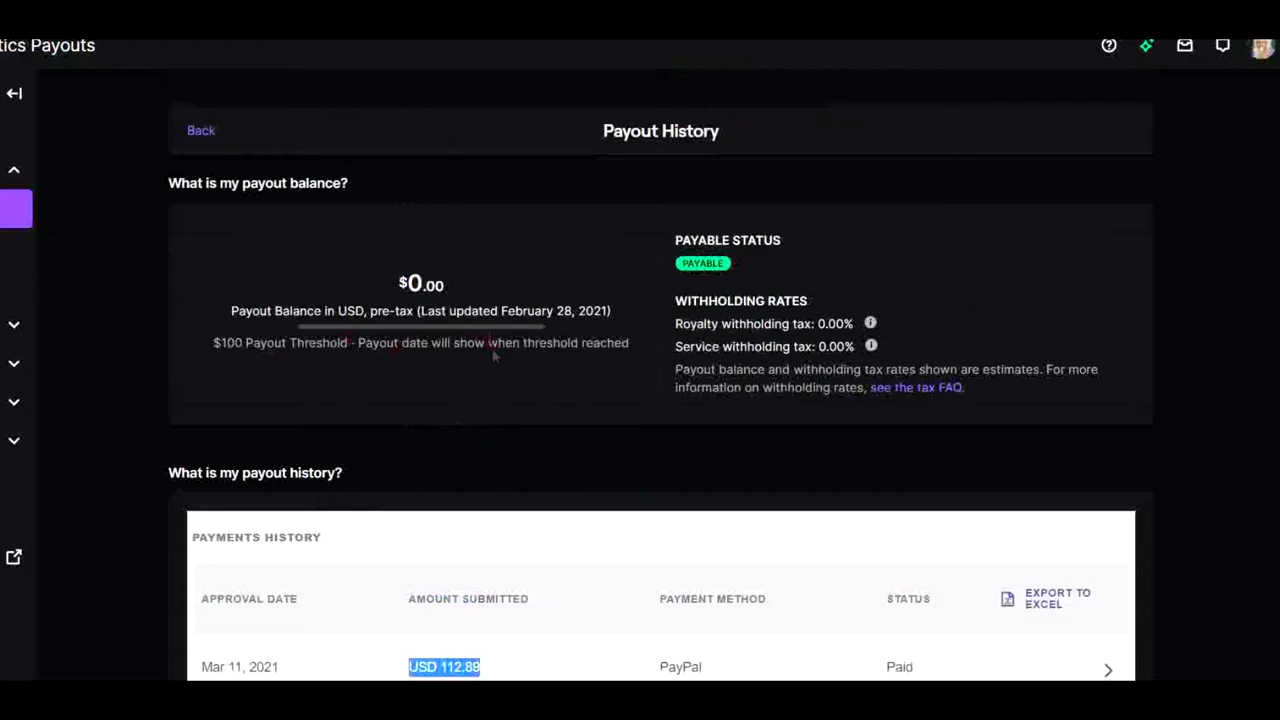 tics Payouts
Back
Payout History
What is my payout balance?
$0.00
Payout Balance in USD, pre-tax (Last updated February 28, 2021)
$100 Payout Threshold - Payout date will show when threshold reached
PAYABLE STATUS
PAYABLE
WITHHOLDING RATES
Royalty withholding tax: 0.00%
Service withholding tax: 0.00%
Payout balance and withholding tax rates shown are estimates. For more
information on withholding rates, see the tax FAQ.
What is my payout history?
PAYMENTS HISTORY
APPROVAL DATE AMOUNT SUBMITTED PAYMENT METHOD STATUS EXPORT TO
EXCEL
Mar 11, 2021 USD 112.89 PayPal Paid